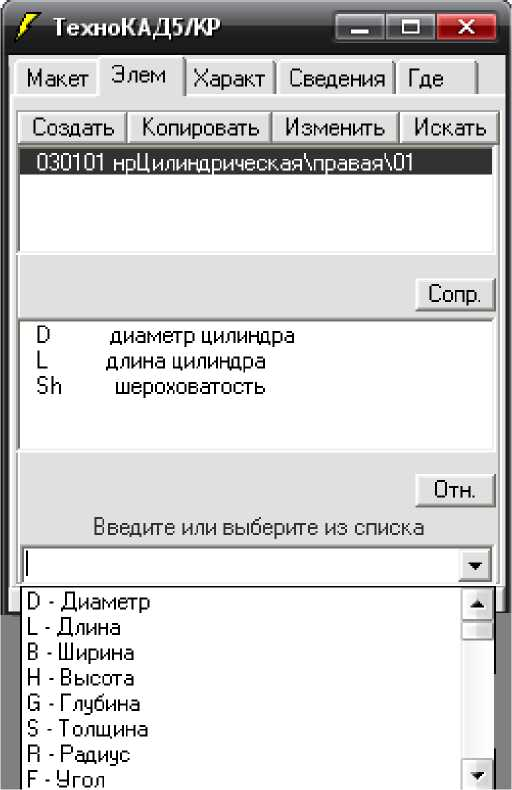 ТехноКАД5/КР
Макет Элем Характ Сведения Где
Создать Копировать Изменить Искать
030101 нрЦилиндрическая\правая\01
Сопр.
D диаметр цилиндра
L длина цилиндра
Sh шероховатость
Отн.
Введите или выберите из списка
D - Диаметр
L - Длина
B - Ширина
H - Высота
G - Глубина
S - Толщина
R - Радиус
F - Угол